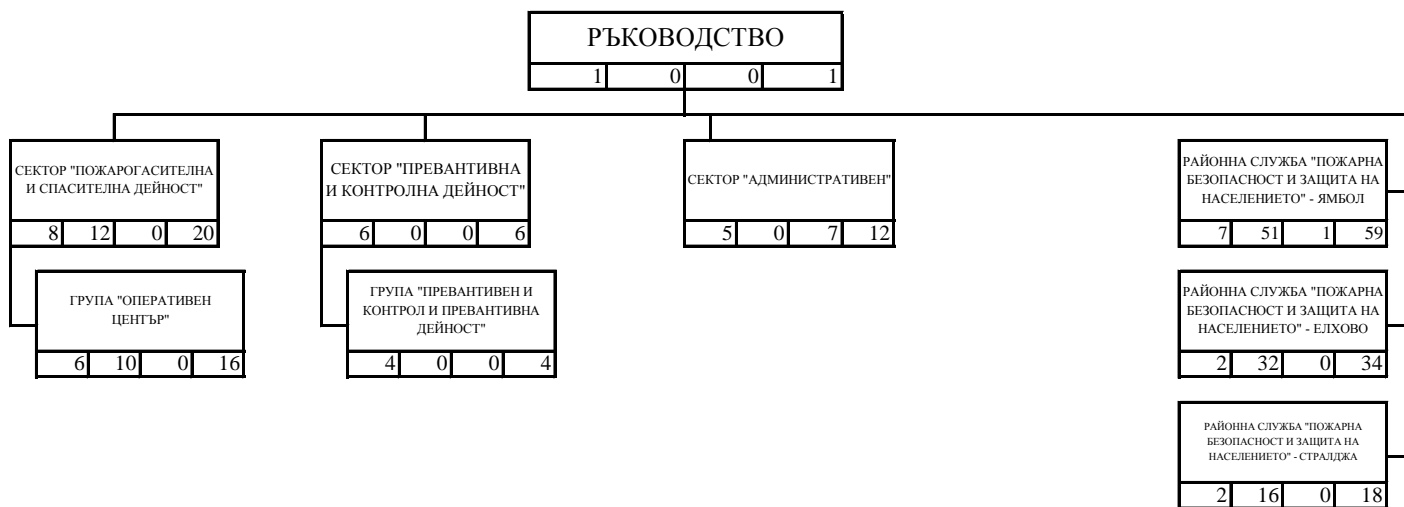 РЪКОВОДСТВО
1 0 0 1
СЕКТОР "ПОЖАРОГАСИТЕЛНА
И СПАСИТЕЛНА ДЕЙНОСТ"
8 12 0 20
ГРУПА "ОПЕРАТИВЕН
ЦЕНТЪР"
6 10 0 16
СЕКТОР "ПРЕВАНТИВНА
И КОНТРОЛНА ДЕЙНОСТ"
6 0 0 6
ГРУПА "ПРЕВАНТИВЕН И
КОНТРОЛ И ПРЕВАНТИВНА
ДЕЙНОСТ"
4 0 0 4
СЕКТОР "АДМИНИСТРАТИВЕН"
5 0 7 12
РАЙОННА СЛУЖБА "ПОЖАРНА
БЕЗОПАСНОСТ И ЗАЩИТА НА
НАСЕЛЕНИЕТО" - ЯМБОЛ
7 51 1 59
РАЙОННА СЛУЖБА "ПОЖАРНА
БЕЗОПАСНОСТ И ЗАЩИТА НА
НАСЕЛЕНИЕТО" - ЕЛХОВО
2 32 0 34
РАЙОННА СЛУЖБА "ПОЖАРНА
БЕЗОПАСНОСТ И ЗАЩИТА НА
НАСЕЛЕНИЕТО" - СТРАЛДЖА
2 16 0 18